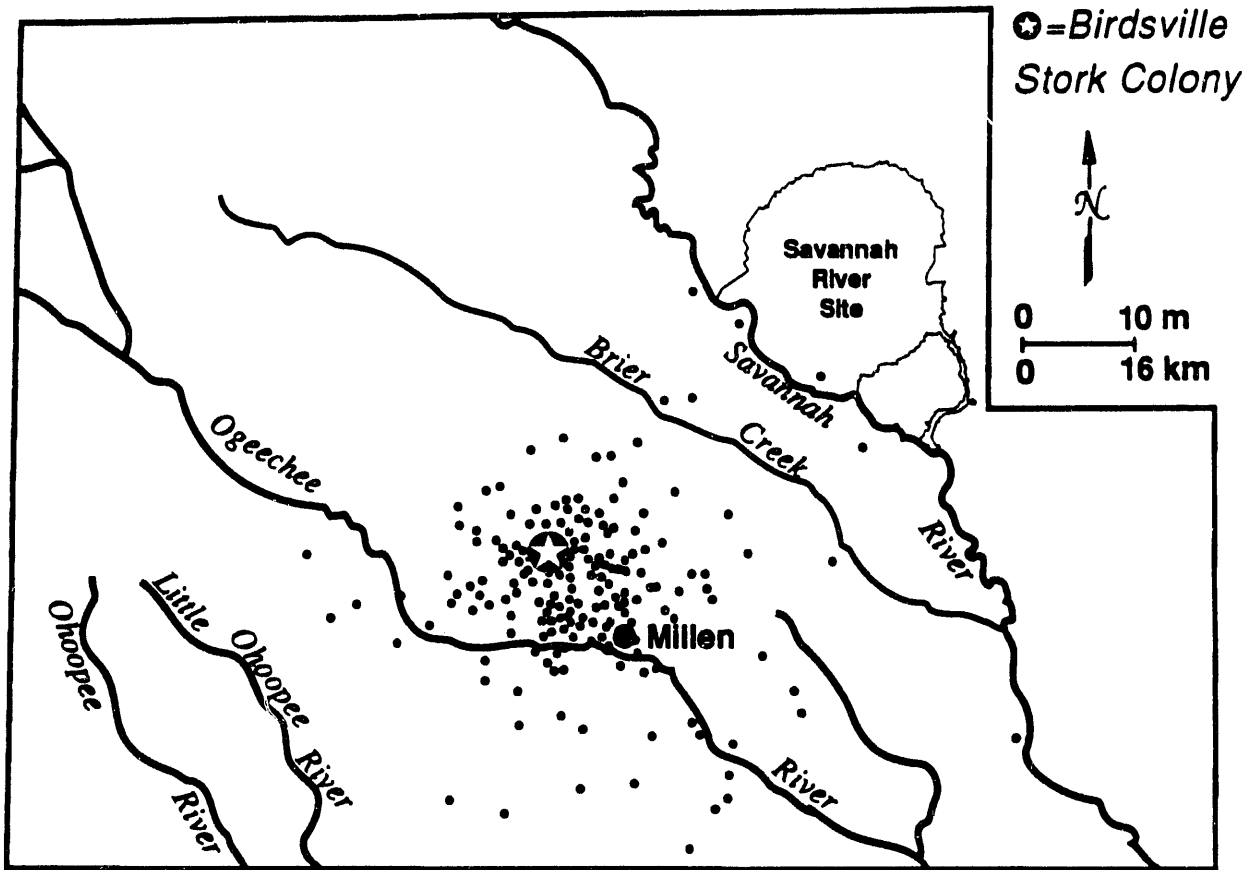 ✪=Birdsville
Stork Colony
N
0 10 m
0 16 km
Savannah
River
Site
Savannah
River
Brier
Creek
Ogeechee
River
Millen
Little
Ohoopee
River
Ohoopee
River